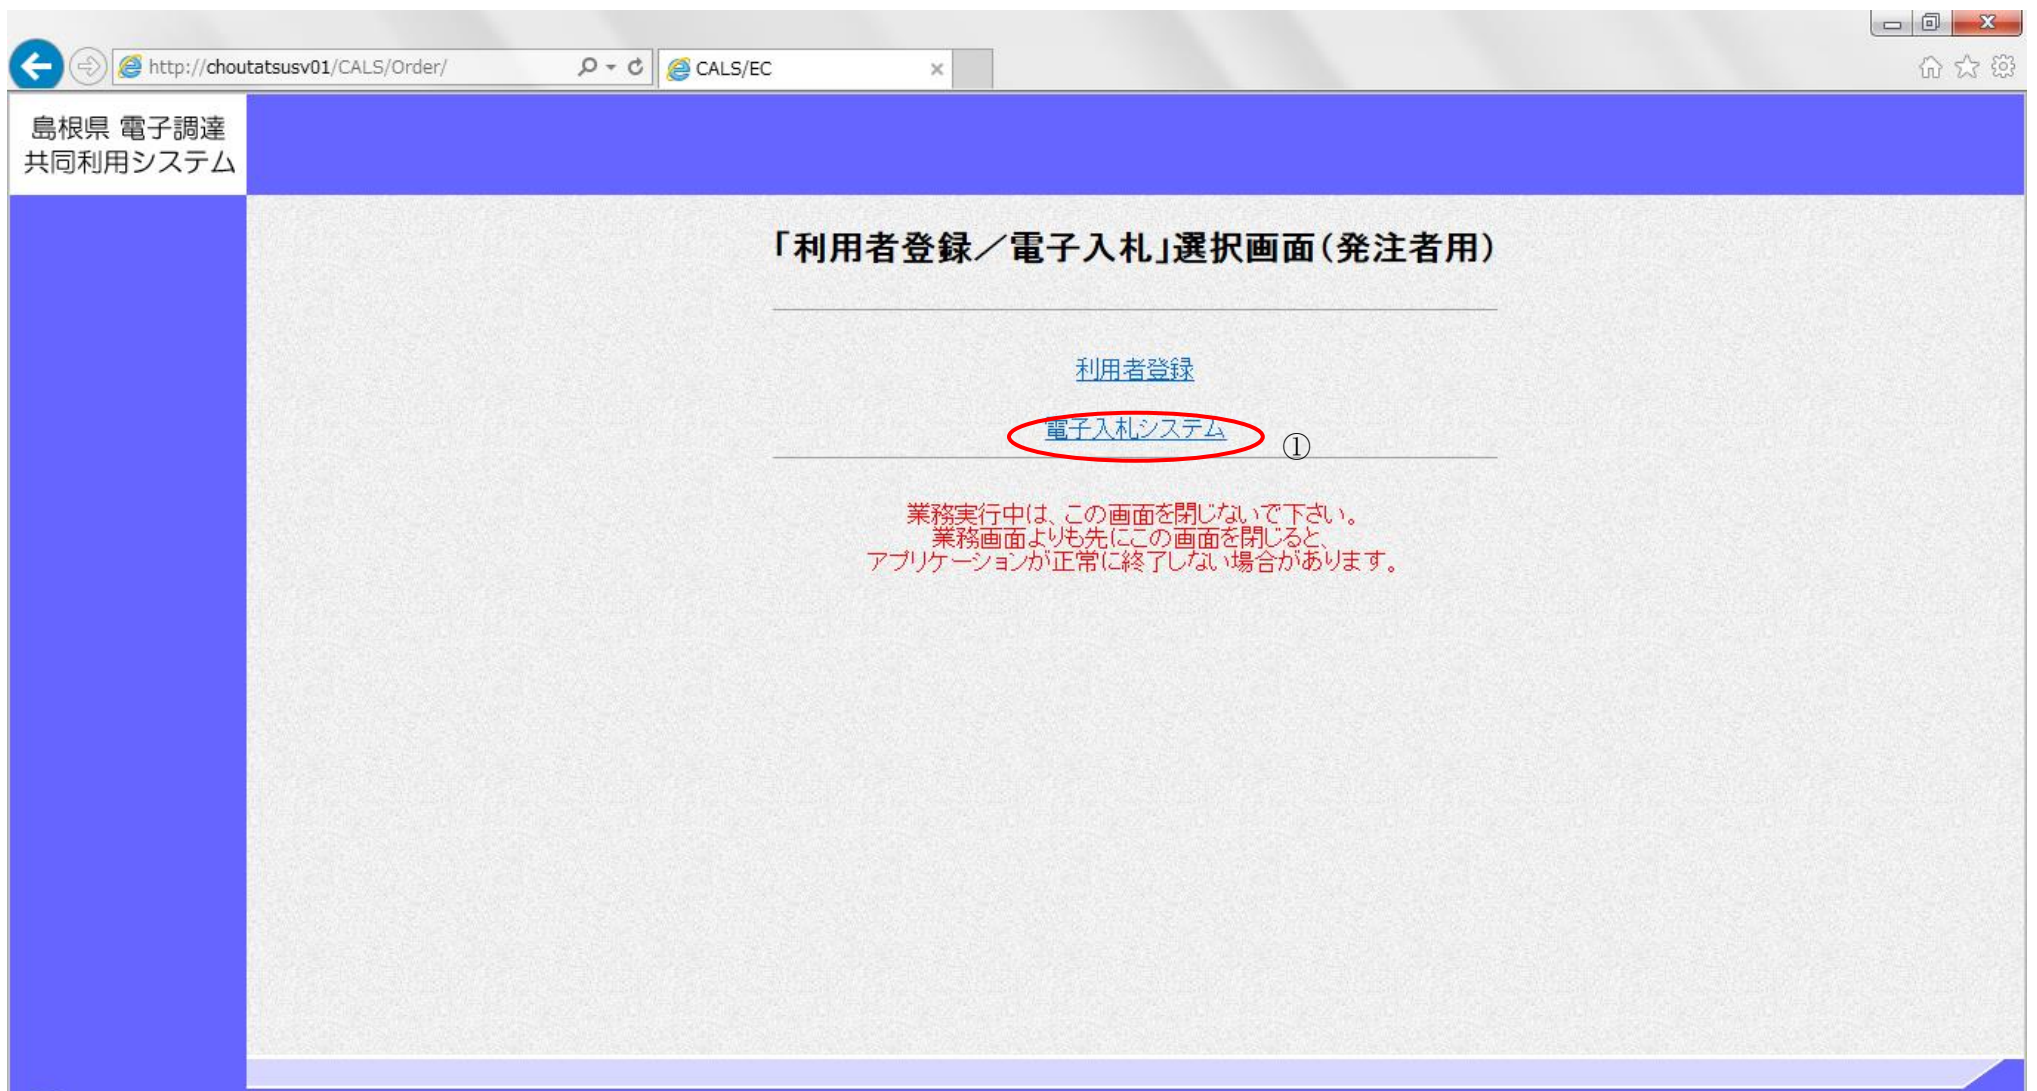 http://choutatsusv01/CALS/Order/
CALS/EC
島根県 電子調達
共同利用システム
「利用者登録／電子入札」選択画面(発注者用)
利用者登録
電子入札システム
①
業務実行中は、この画面を閉じないで下さい。
業務画面よりも先にこの画面を閉じると、
アプリケーションが正常に終了しない場合があります。